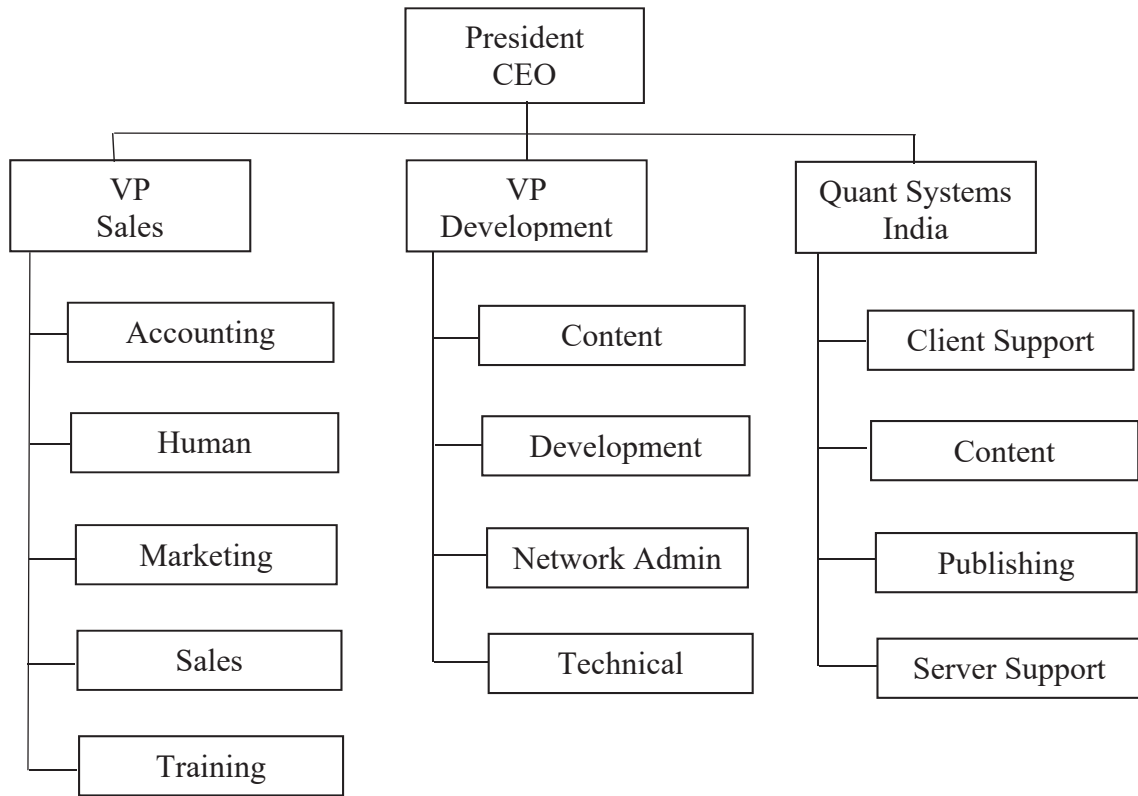 President
CEO
VP
Sales
VP
Development
Quant Systems
India
Accounting
Human
Marketing
Sales
Training
Content
Development
Network Admin
Technical
Client Support
Content
Publishing
Server Support